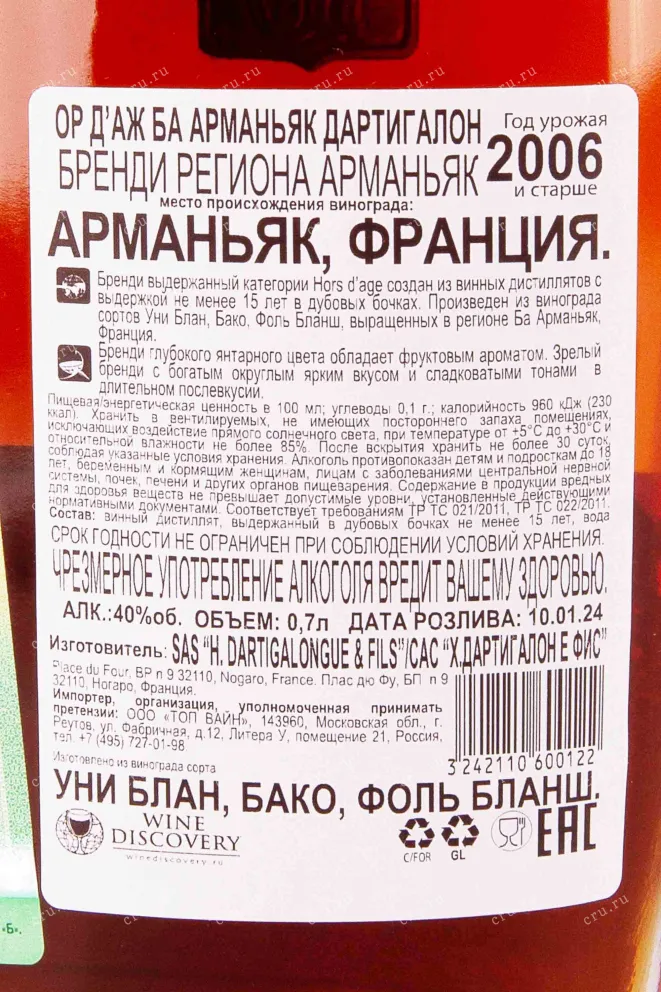 ОР Д'АЖ БА АРМАНЬЯК ДАРТИГАЛОН
БРЕНДИ РЕГИОНА АРМАНЬЯК
Год урожая
2006
и старше
место происхождения винограда:
АРМАНЬЯК, ФРАНЦИЯ.
Бренди выдержанный категории Hors d'age создан из винных дистиллятов с
выдержкой не менее 15 лет в дубовых бочках. Произведен из винограда
сортов Уни Блан, Бако, Фоль Бланш, выращенных в регионе Ба Арманьяк,
Франция.
Бренди глубокого янтарного цвета обладает фруктовым ароматом. Зрелый
бренди с богатым округлым ярким вкусом и сладковатыми тонами в
длительном послевкусии.
Пищевая/энергетическая ценность в 100 мл; углеводы 0,1 г.; калорийность 960 кДж (230
ккал). Хранить в вентилируемых, не имеющих постороннего запаха помещениях,
исключающих воздействие прямого солнечного света, при температуре от +5°С до +30°С и
относительной влажности не более 85%. После вскрытия хранить не более 30 суток,
соблюдая указанные условия хранения. Алкоголь противопоказан детям и подросткам до 18
лет, беременным и кормящим женщинам, лицам с заболеваниями центральной нервной
системы, почек, печени и других органов пищеварения. Содержание в продукции вредных
для здоровья веществ не превышает допустимые уровни, установленные действующими
нормативными документами. Соответствует требованиям ТР ТС 021/2011, ТР ТС 022/2011.
Состав: винный дистиллят, выдержанный в дубовых бочках не менее 15 лет, вода
СРОК ГОДНОСТИ НЕ ОГРАНИЧЕН ПРИ СОБЛЮДЕНИИ УСЛОВИЙ ХРАНЕНИЯ.
ЧРЕЗМЕРНОЕ УПОТРЕБЛЕНИЕ АЛКОГОЛЯ ВРЕДИТ ВАШЕМУ ЗДОРОВЬЮ.
АЛК.:40%об. ОБЪЕМ: 0,7л ДАТА РОЗЛИВА: 10.01.24
Изготовитель: SAS "H. DARTIGALONGUE & FILS"/САС "Х.ДАРТИГАЛОН Е ФИС"
Place du Four, BP n 9 32110, Nogaro, France. Плас дю Фу, БП n 9
32110, Ногаро, Франция.
Импортер, организация, уполномоченная принимать
претензии: ООО «ТОП ВАЙН», 143960, Московская обл., г.
Реутов, ул. Фабричная, д.12, Литера У, помещение 21, Россия,
тел. +7 (495) 727-01-98
3 242110 600122
Изготовлено из винограда сорта
УНИ БЛАН, БАКО, ФОЛЬ БЛАНШ.
WINE
DISCOVERY
winediscovery.ru
C/FOR
GL
EAC
«Б».
cru.ru